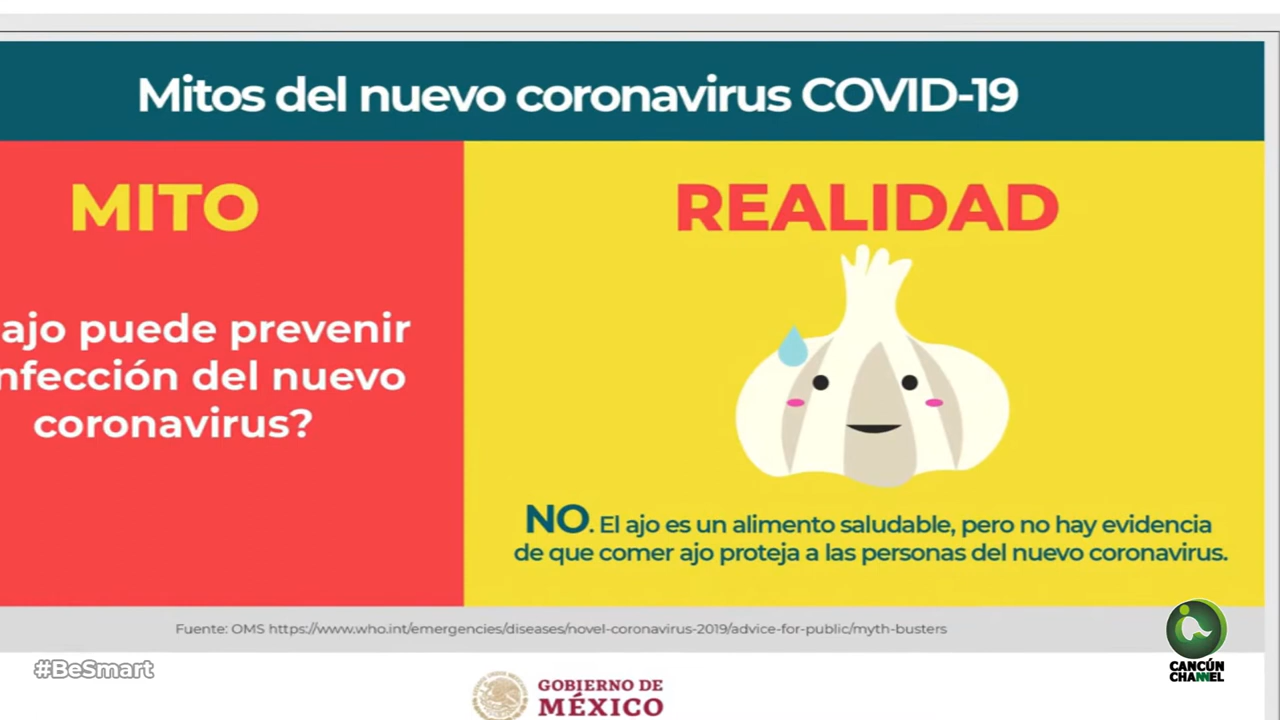 Mitos del nuevo coronavirus COVID-19
MITO
ajo puede prevenir
nfección del nuevo
coronavirus?
REALIDAD
NO. El ajo es un alimento saludable, pero no hay evidencia
de que comer ajo proteja a las personas del nuevo coronavirus.
Fuente: OMS https://www.who.int/emergencies/diseases/novel-coronavirus-2019/advice-for-public/myth-busters
#BeSmart
GOBIERNO DE
MÉXICO
CANCÚN
CHANNEL